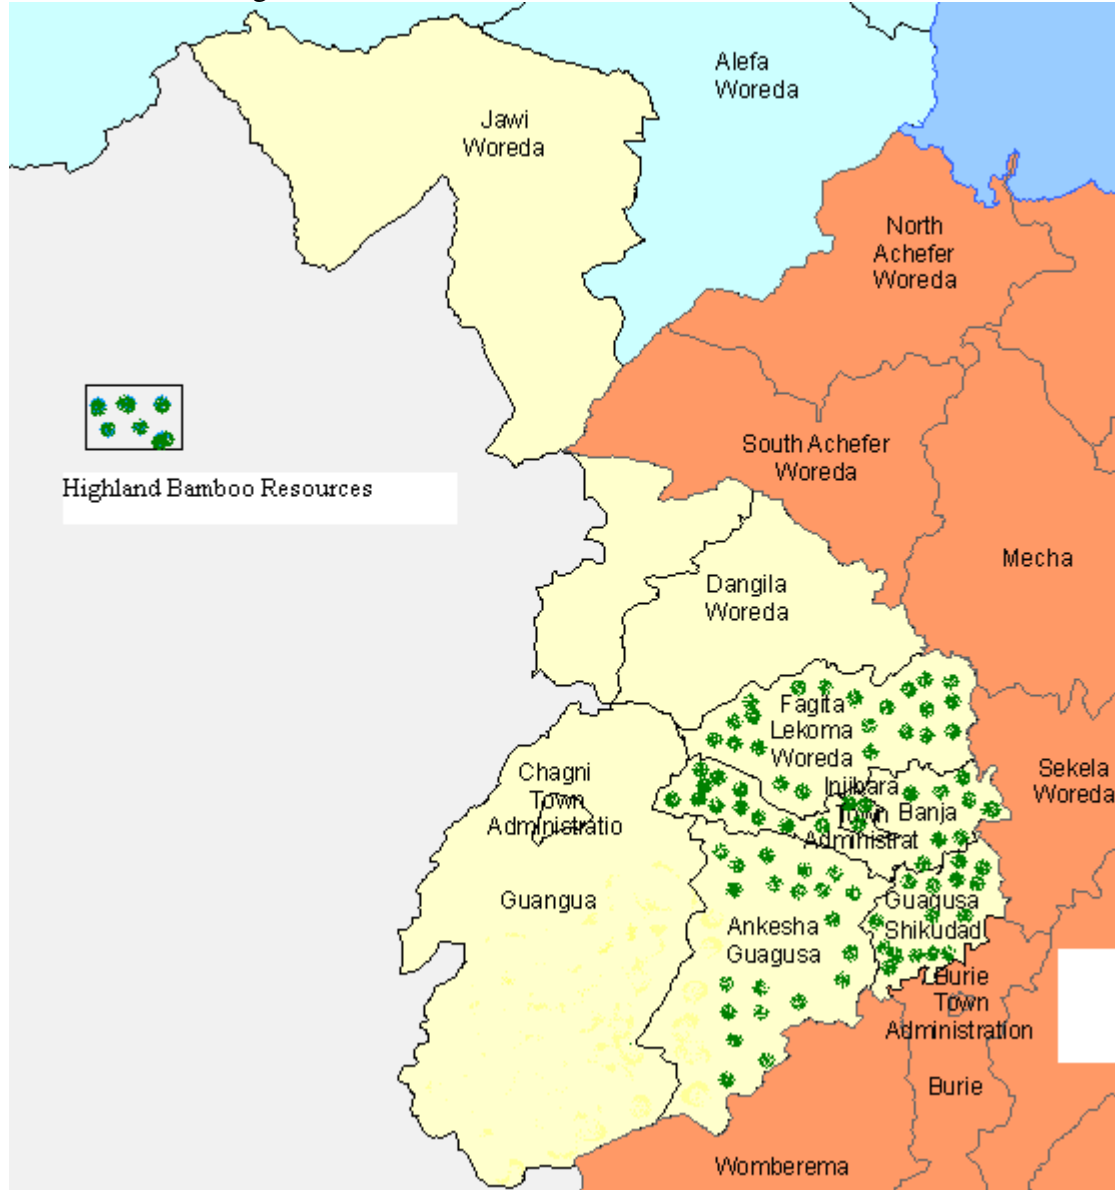 Alefa
Woreda
Jawi
Woreda
North
Achefer
Woreda
South Achefer
Woreda
Highland Bamboo Resources
Mecha
Dangila
Woreda
Fagita
Lekoma
Woreda
Sekela
Woreda
Chagni
Town
Administratio
Injibara
Town
Administrat
Banja
Guangua
Ankesha
Guagusa
Guagusa
Shikudad
Burie
Town
Administration
Burie
Womberema